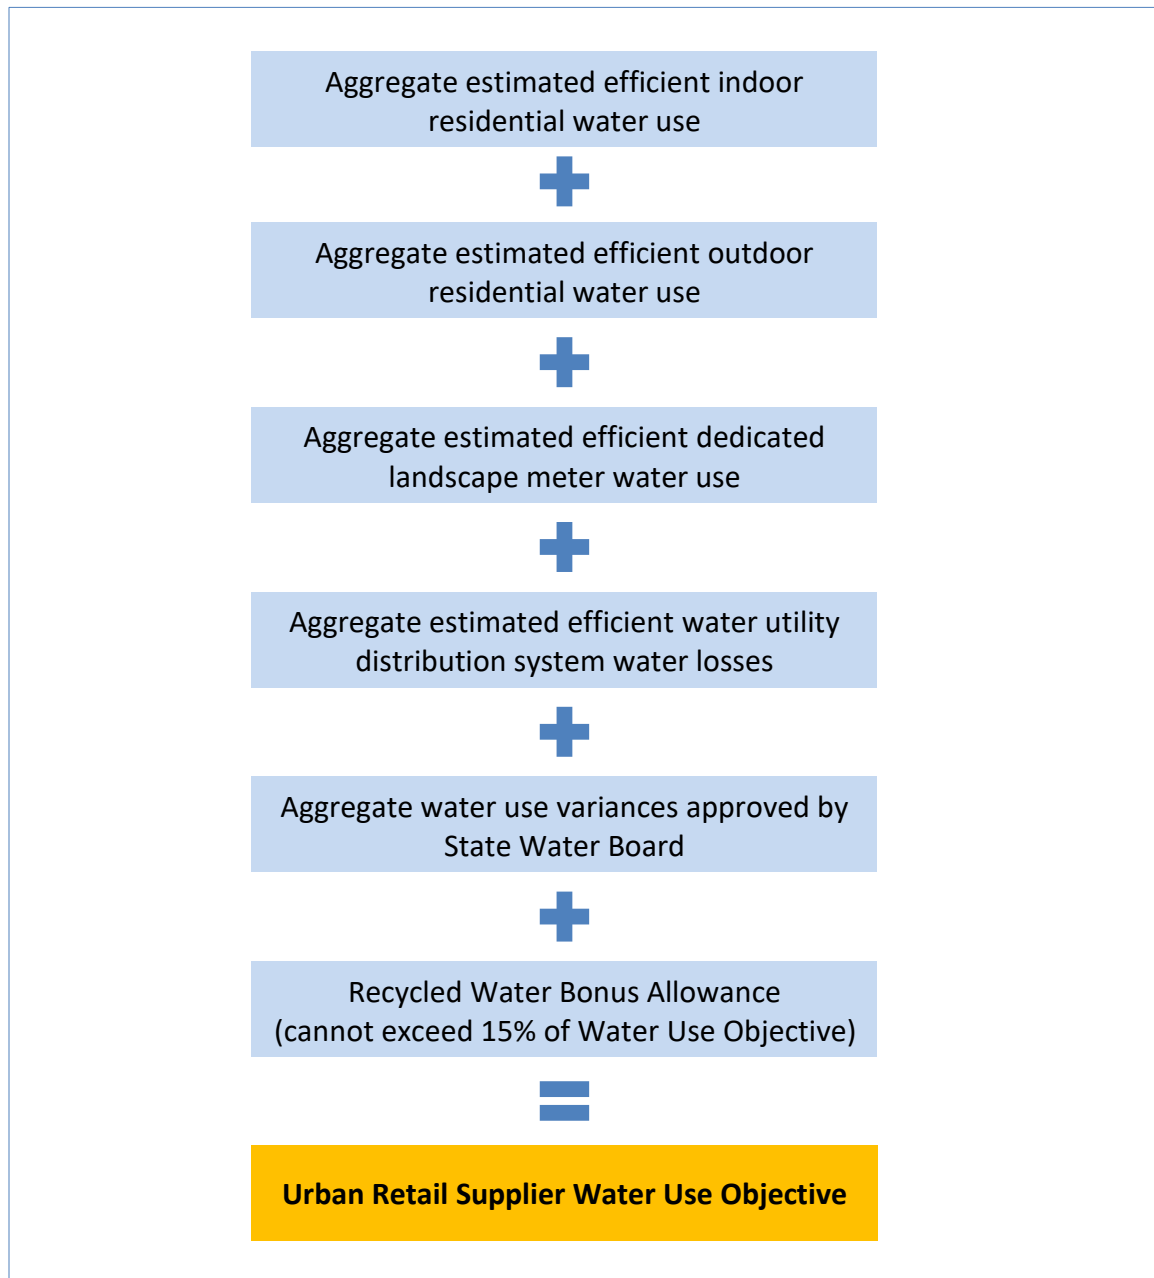 Aggregate estimated efficient indoor
residential water use
Aggregate estimated efficient outdoor
residential water use
Aggregate estimated efficient dedicated
landscape meter water use
Aggregate estimated efficient water utility
distribution system water losses
Aggregate water use variances approved by
State Water Board
Recycled Water Bonus Allowance
(cannot exceed 15% of Water Use Objective)
Urban Retail Supplier Water Use Objective